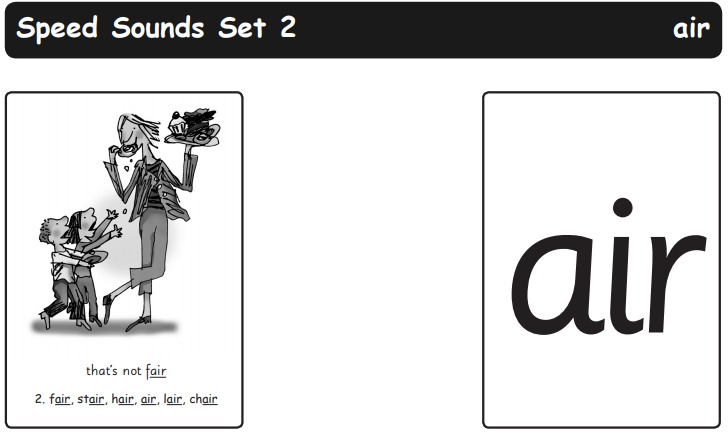 Speed Sounds Set 2 air
that's not fair
2. fair, stair, hair, air, lair, chair
air